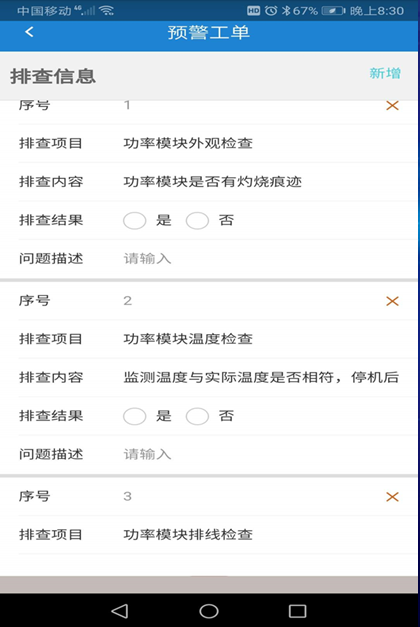 中国移动 4G HD 67% 晚上8:30
预警工单
排查信息 新增
序号 1
排查项目 功率模块外观检查
排查内容 功率模块是否有灼烧痕迹
排查结果 是 否
问题描述 请输入
序号 2
排查项目 功率模块温度检查
排查内容 监测温度与实际温度是否相符，停机后
排查结果 是 否
问题描述 请输入
序号 3
排查项目 功率模块排线检查